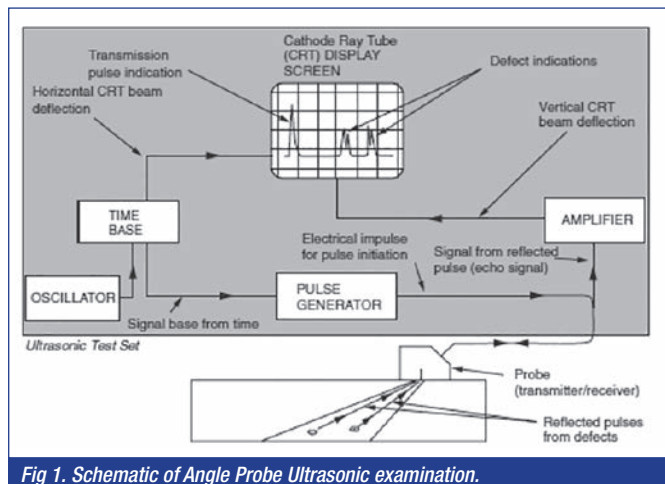 Cathode Ray Tube
(CRT) DISPLAY
SCREEN
Transmission
pulse indication
Defect indications
Horizontal CRT beam
deflection
Vertical CRT
beam deflection
TIME
BASE
AMPLIFIER
Electrical impulse
for pulse initiation
Signal from reflected
pulse (echo signal)
OSCILLATOR
PULSE
GENERATOR
Signal base from time
Ultrasonic Test Set
Probe
(transmitter/receiver)
Reflected pulses
from defects
Fig 1. Schematic of Angle Probe Ultrasonic examination.